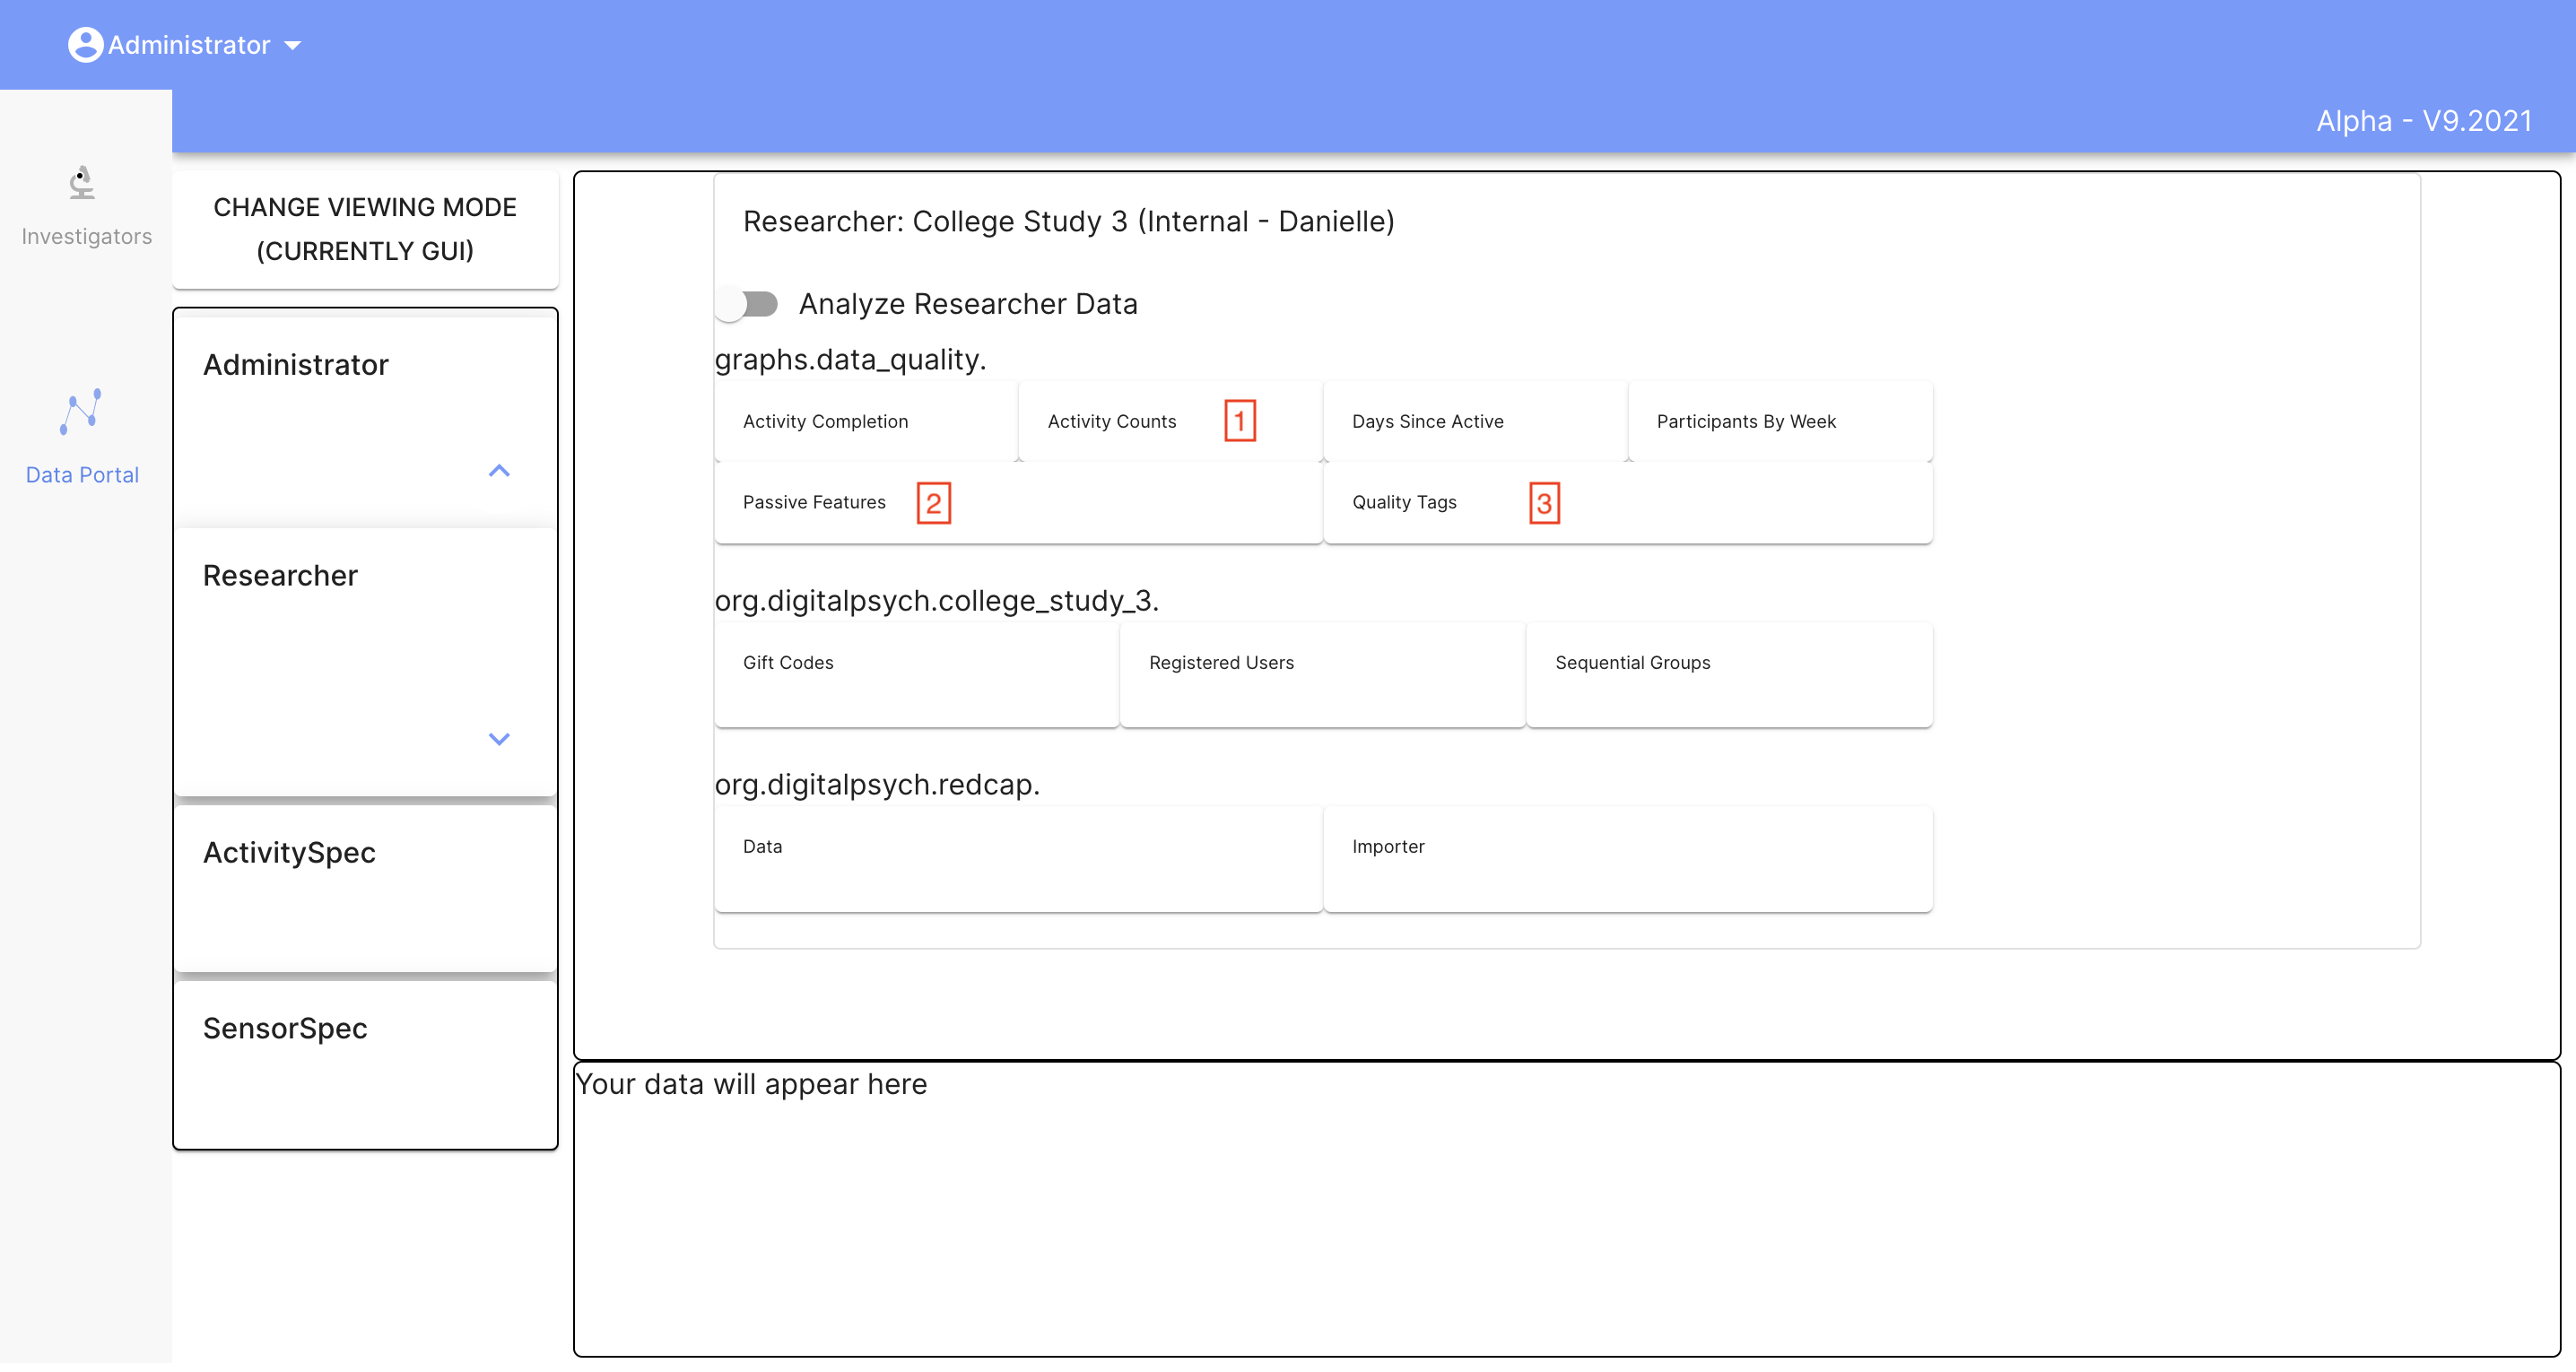 Administrator
Alpha - V9.2021
Investigators
Data Portal
CHANGE VIEWING MODE
(CURRENTLY GUI)
Administrator
Researcher
ActivitySpec
SensorSpec
Researcher: College Study 3 (Internal - Danielle)
Analyze Researcher Data
graphs.data_quality.
Activity Completion
Activity Counts 1
Days Since Active
Participants By Week
Passive Features 2
Quality Tags 3
org.digitalpsych.college_study_3.
Gift Codes
Registered Users
Sequential Groups
org.digitalpsych.redcap.
Data
Importer
Your data will appear here